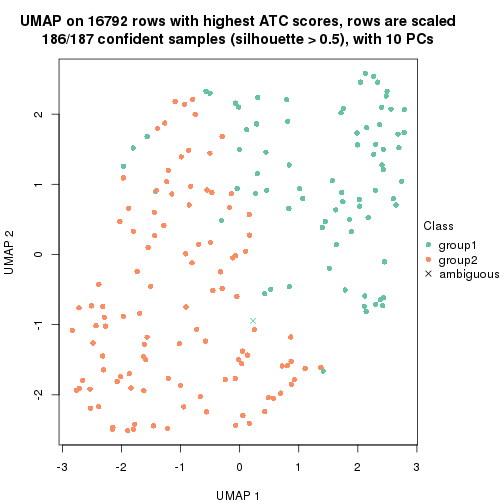 UMAP on 16792 rows with highest ATC scores, rows are scaled
186/187 confident samples (silhouette > 0.5), with 10 PCs
2
1
0
-1
-2
UMAP 2
-3
-2
-1
0
1
2
3
UMAP 1
Class
group1
group2
ambiguous